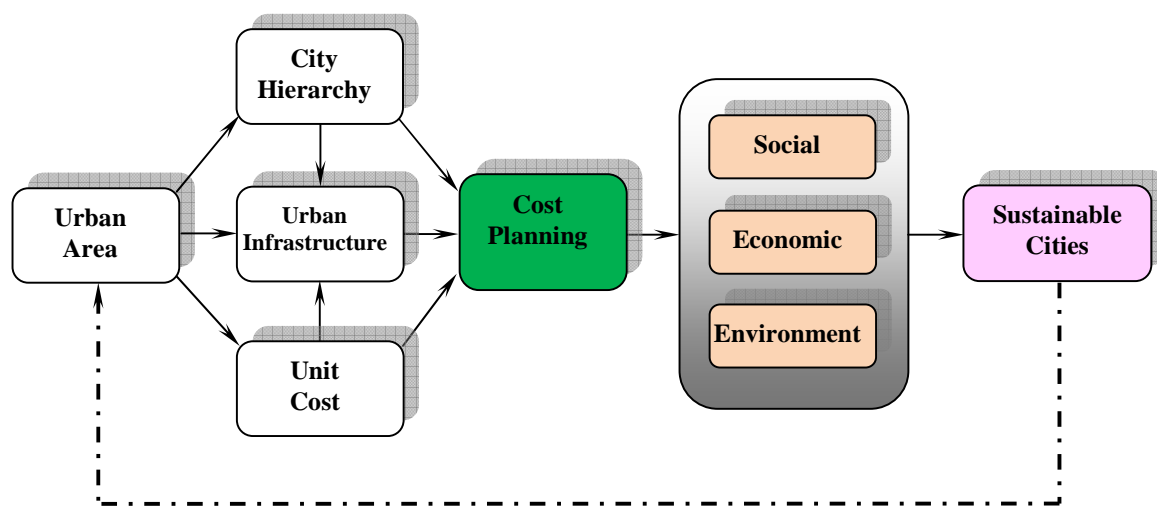 City
Hierarchy
Urban
Area
Urban
Infrastructure
Unit
Cost
Cost
Planning
Social
Economic
Environment
Sustainable
Cities